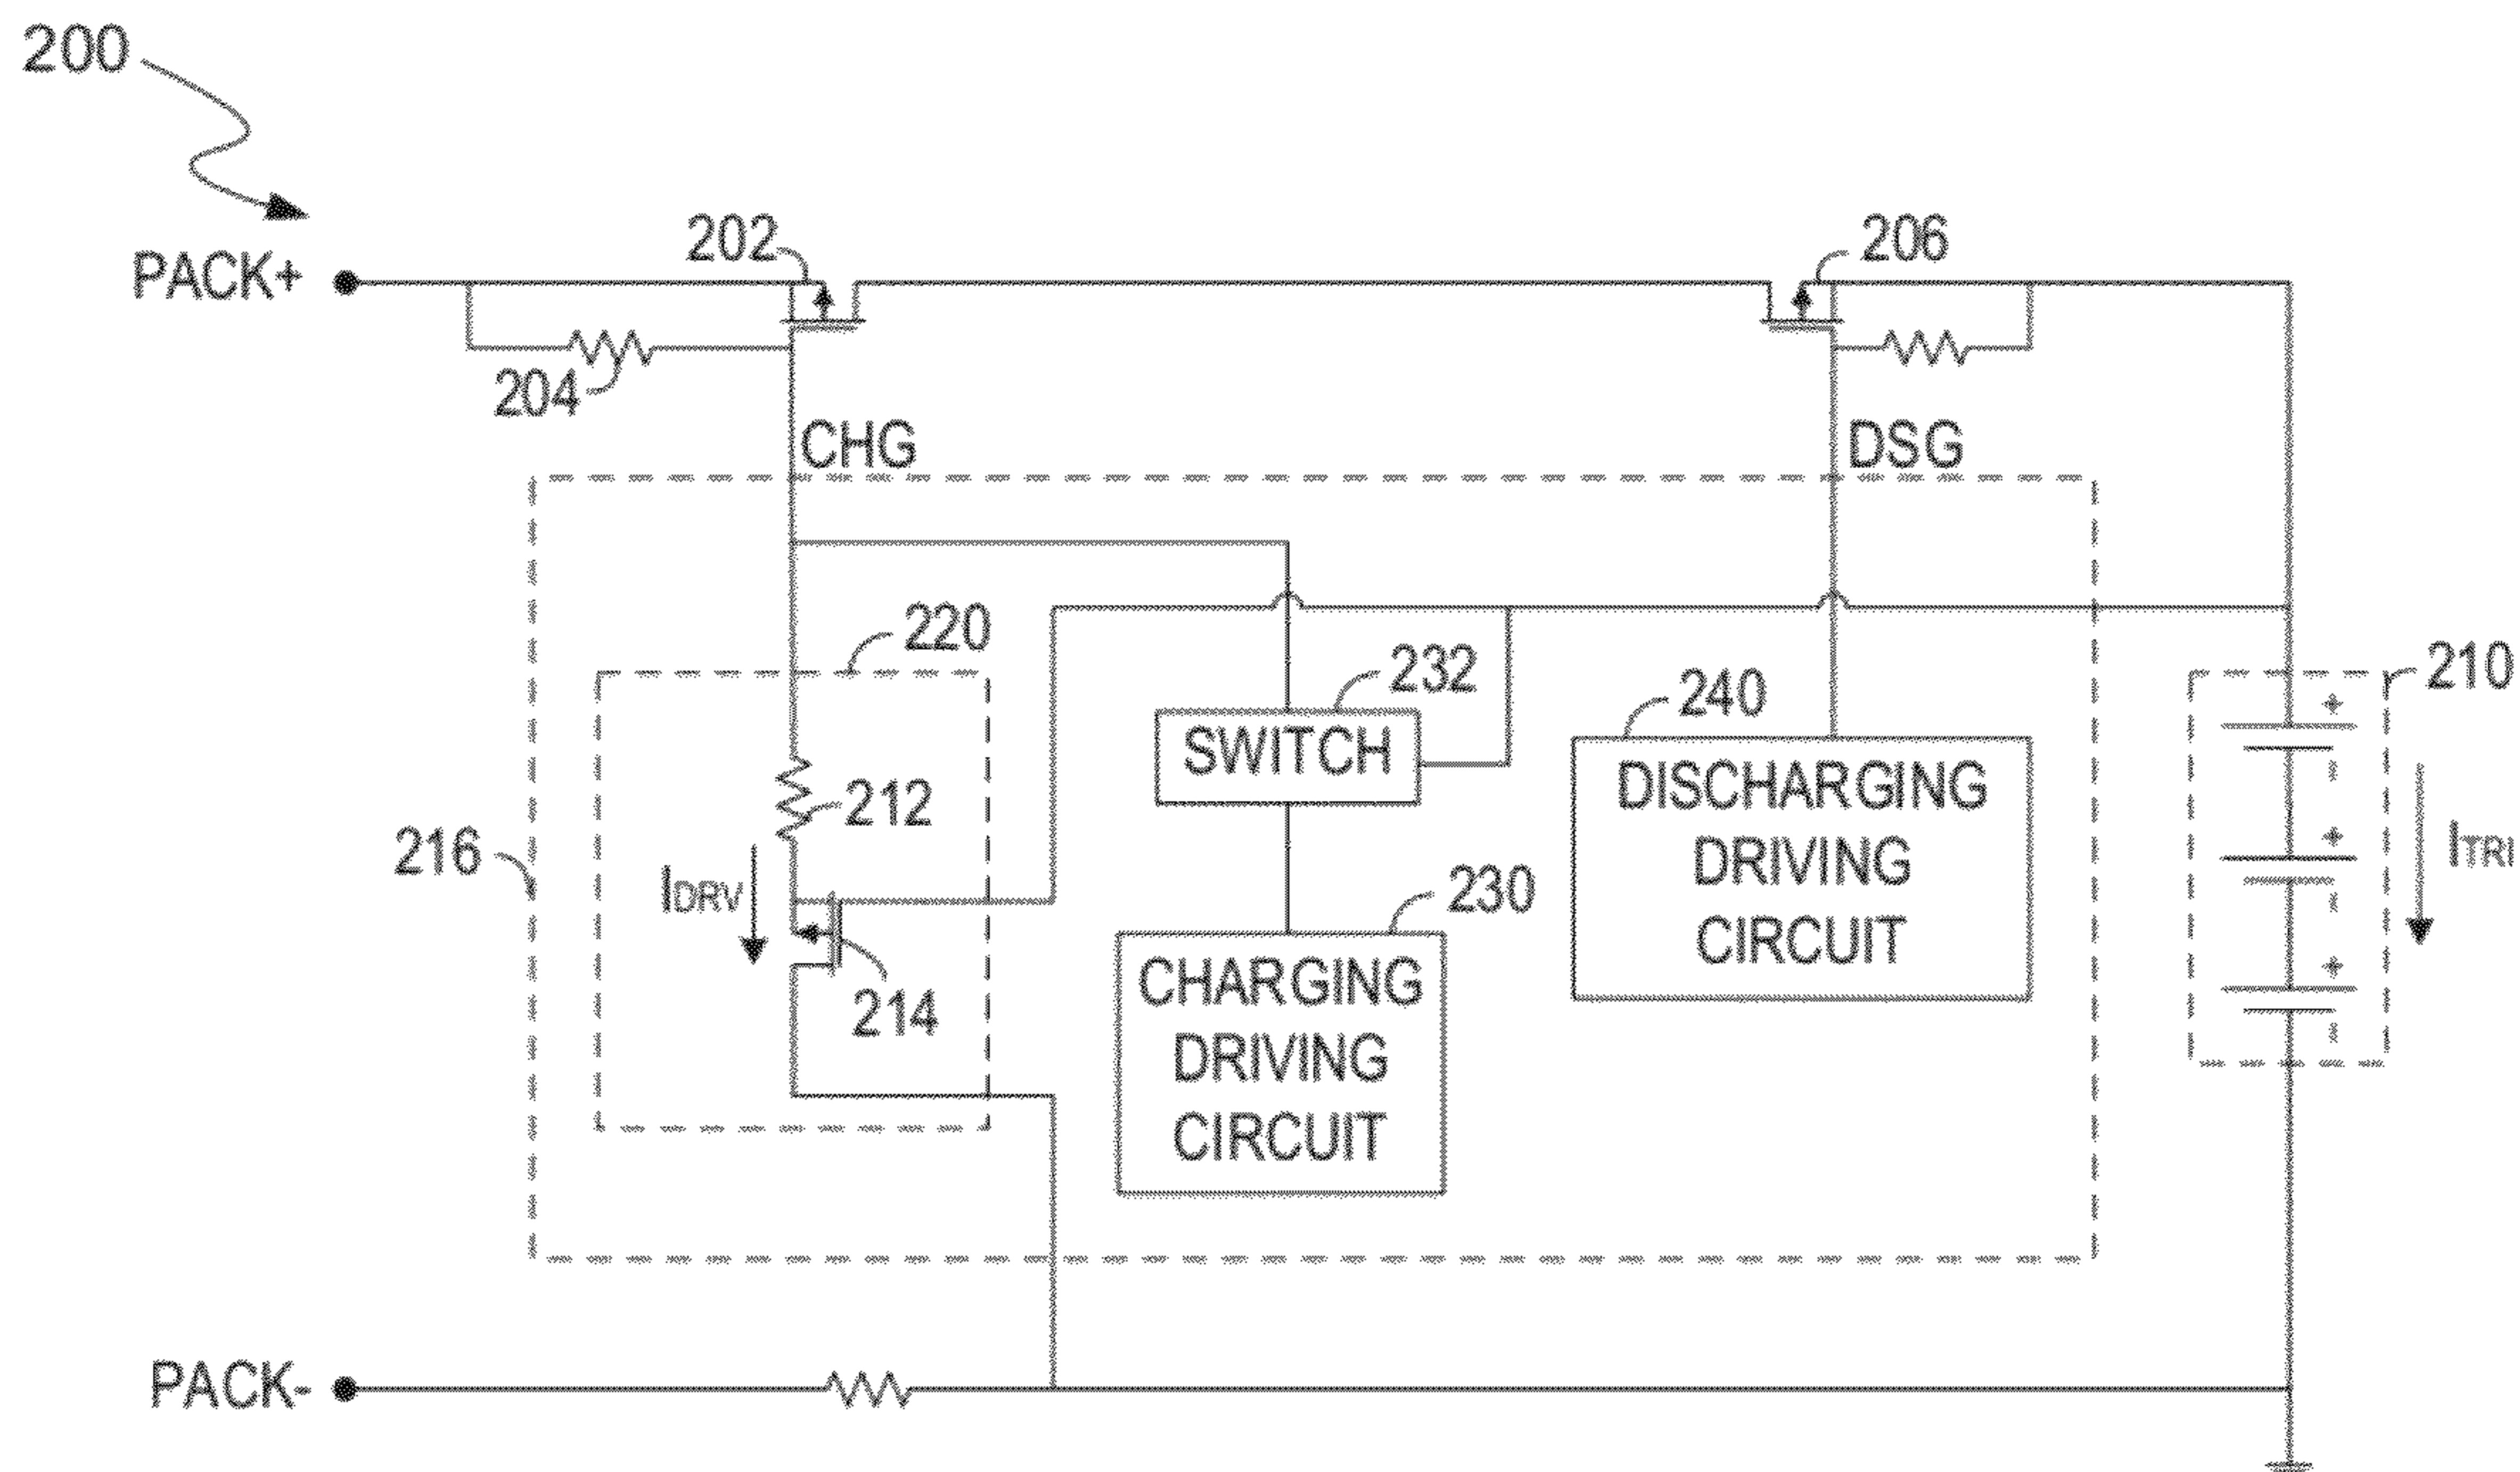 200
PACK+
202
206
204
CHG
DSG
220
232
SWITCH
240
DISCHARGING
DRIVING
CIRCUIT
210
+
-
+
-
+
-
ITRI
212
216
IDRV
214
230
CHARGING
DRIVING
CIRCUIT
PACK-